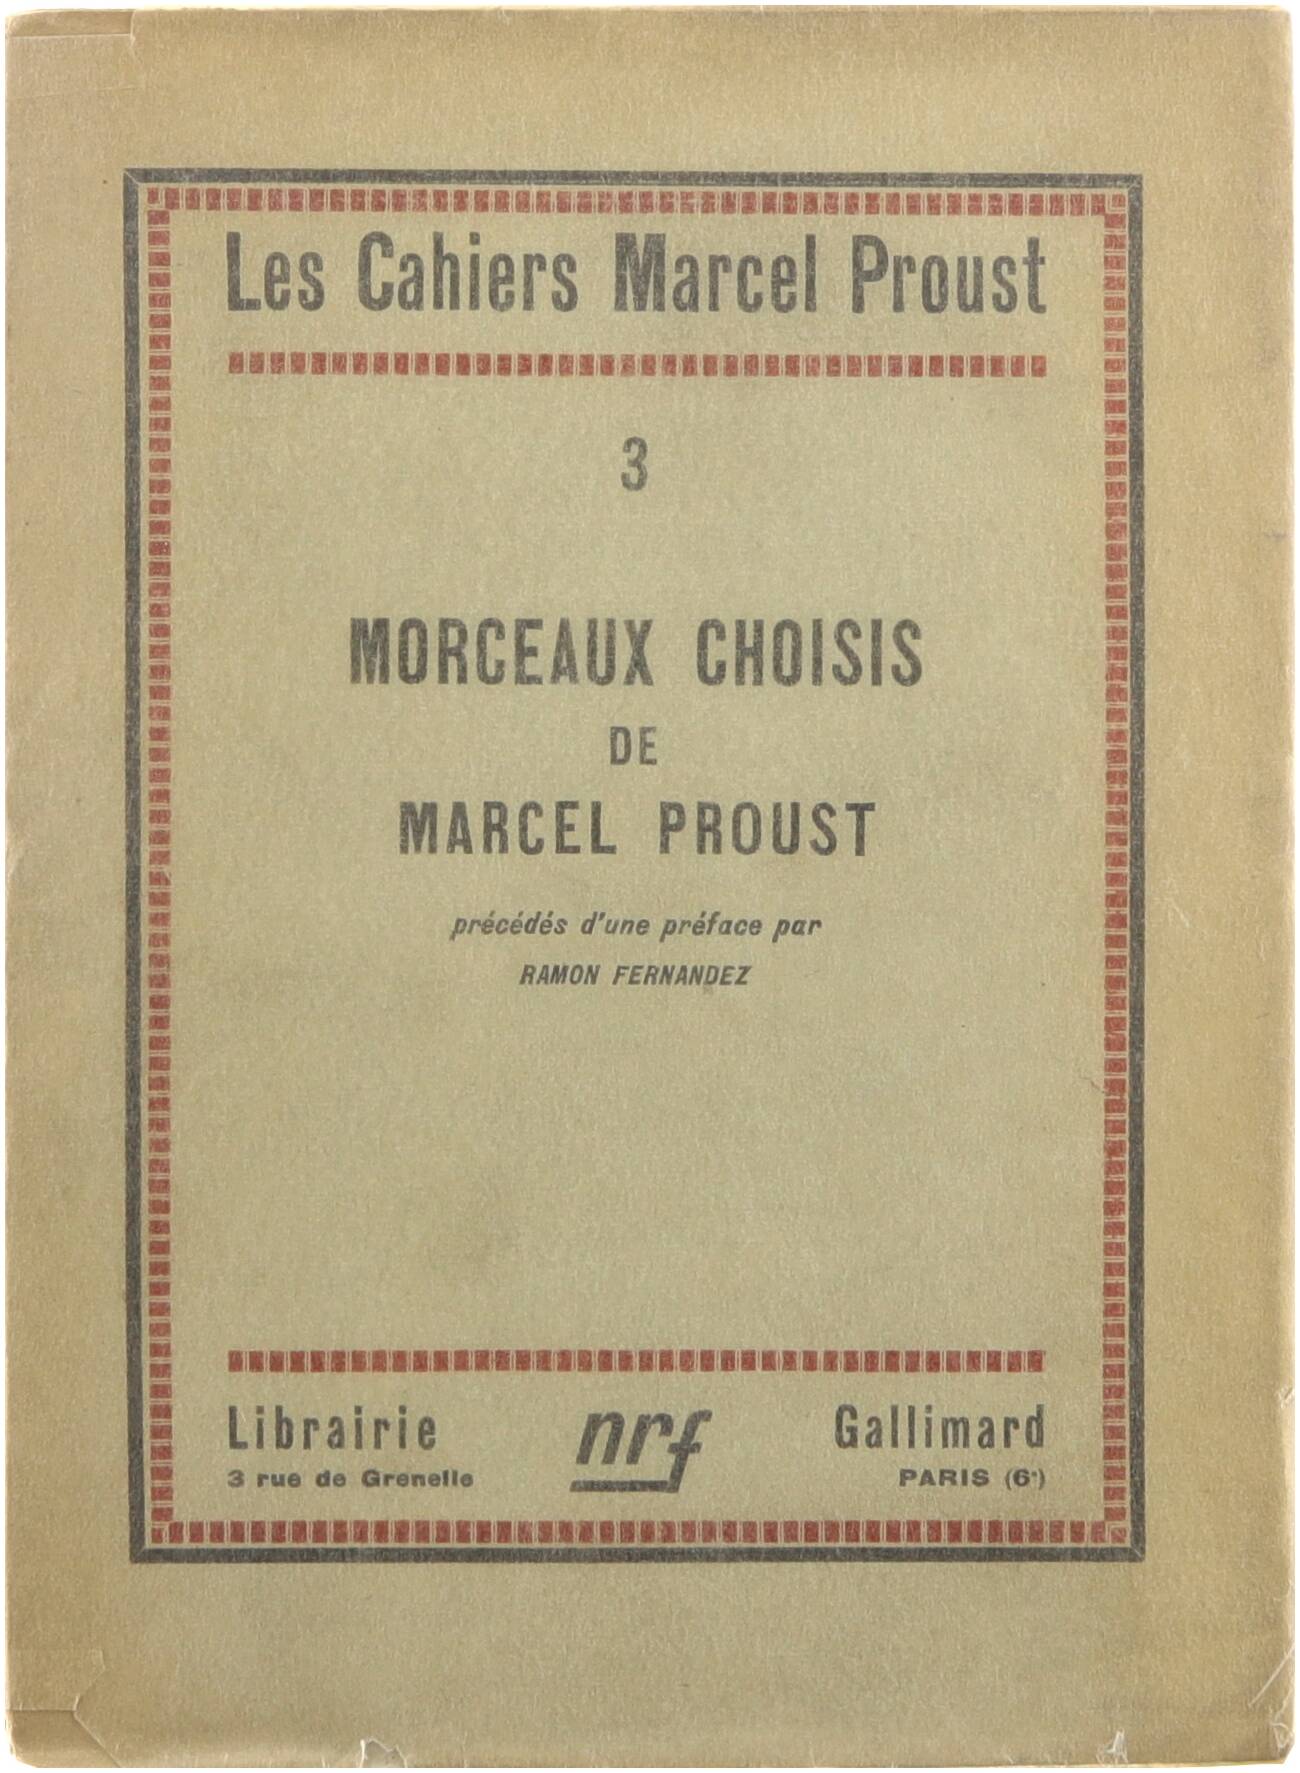 Les Cahiers Marcel Proust
3
MORCEAUX CHOISIS
DE
MARCEL PROUST
précédés d'une préface par
RAMON FERNANDEZ
Librairie nrf Gallimard
3 rue de Grenelle PARIS (6ᵉ)